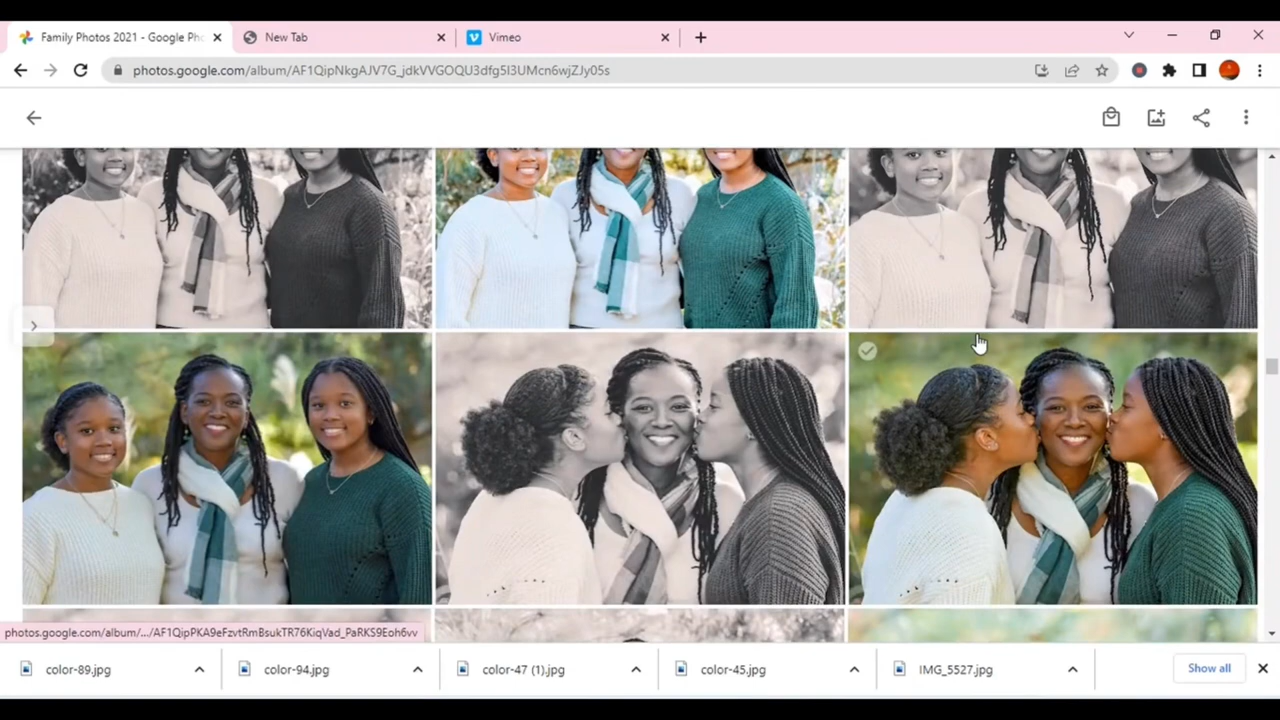 Family Photos 2021 - Google Ph
New Tab
Vimeo
photos.google.com/album/AF1QipNkgAJV7G_jdkVVGOQU3dfg5I3UMcn6wjZJy05s
photos.google.com/album/.../AF1QipPKA9eFzvtRmBsukTR76KiqVad_PaRKS9Eoh6vv
color-89.jpg
color-94.jpg
color-47 (1).jpg
color-45.jpg
IMG_5527.jpg
Show all